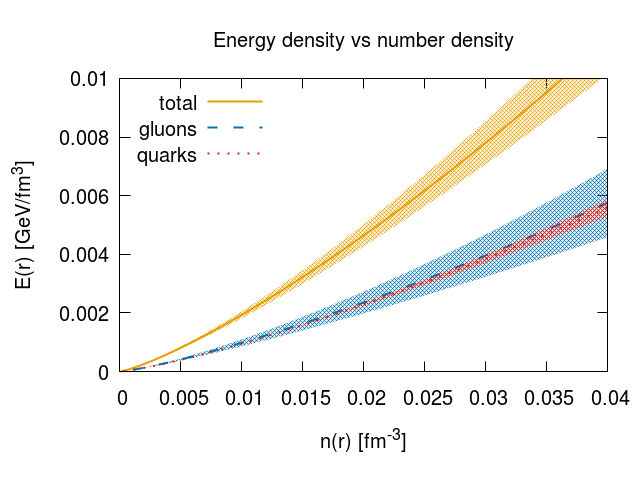 Energy density vs number density
0.01
total
gluons
0.008
quarks
0.006
E(r) [GeV/fm³]
0.004
0.002
0
0 0.005 0.01 0.015 0.02 0.025 0.03 0.035 0.04
n(r) [fm⁻³]